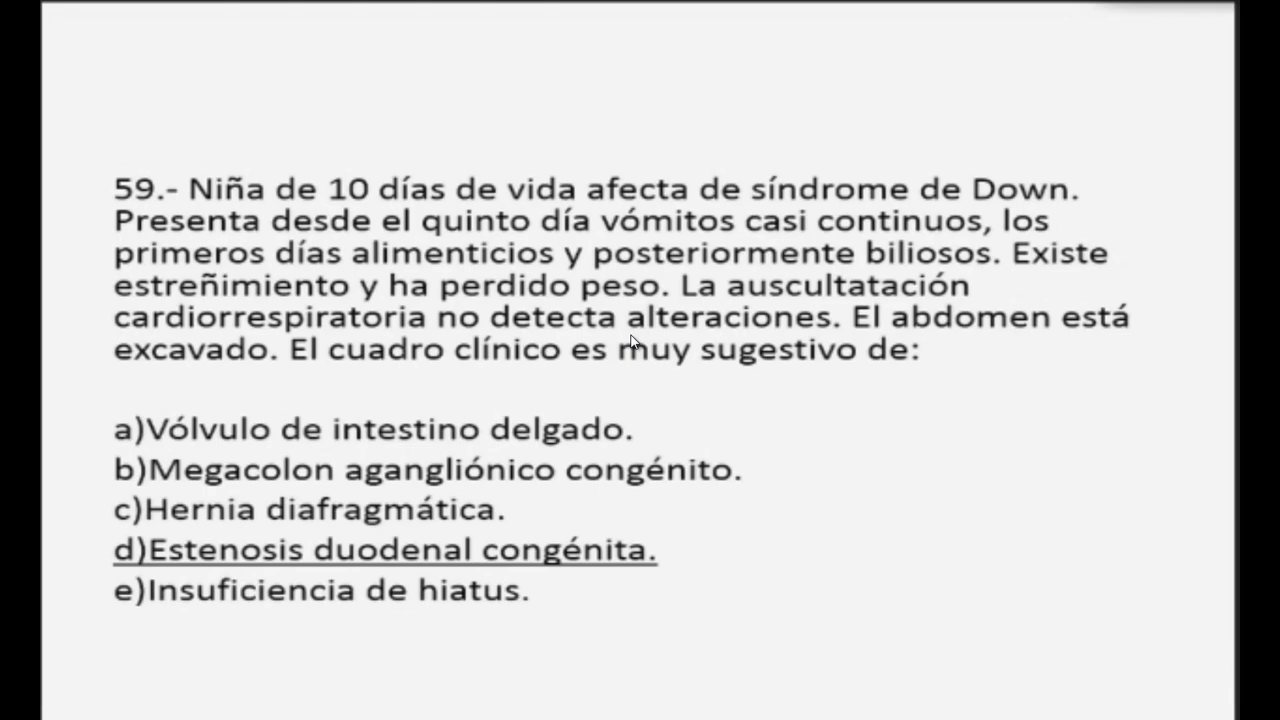 59.- Niña de 10 días de vida afecta de síndrome de Down.
Presenta desde el quinto día vómitos casi continuos, los
primeros días alimenticios y posteriormente biliosos. Existe
estreñimiento y ha perdido peso. La auscultatación
cardiorrespiratoria no detecta alteraciones. El abdomen está
excavado. El cuadro clínico es muy sugestivo de:
a)Vólvulo de intestino delgado.
b)Megacolon agangliónico congénito.
c)Hernia diafragmática.
d)Estenosis duodenal congénita.
e)Insuficiencia de hiatus.